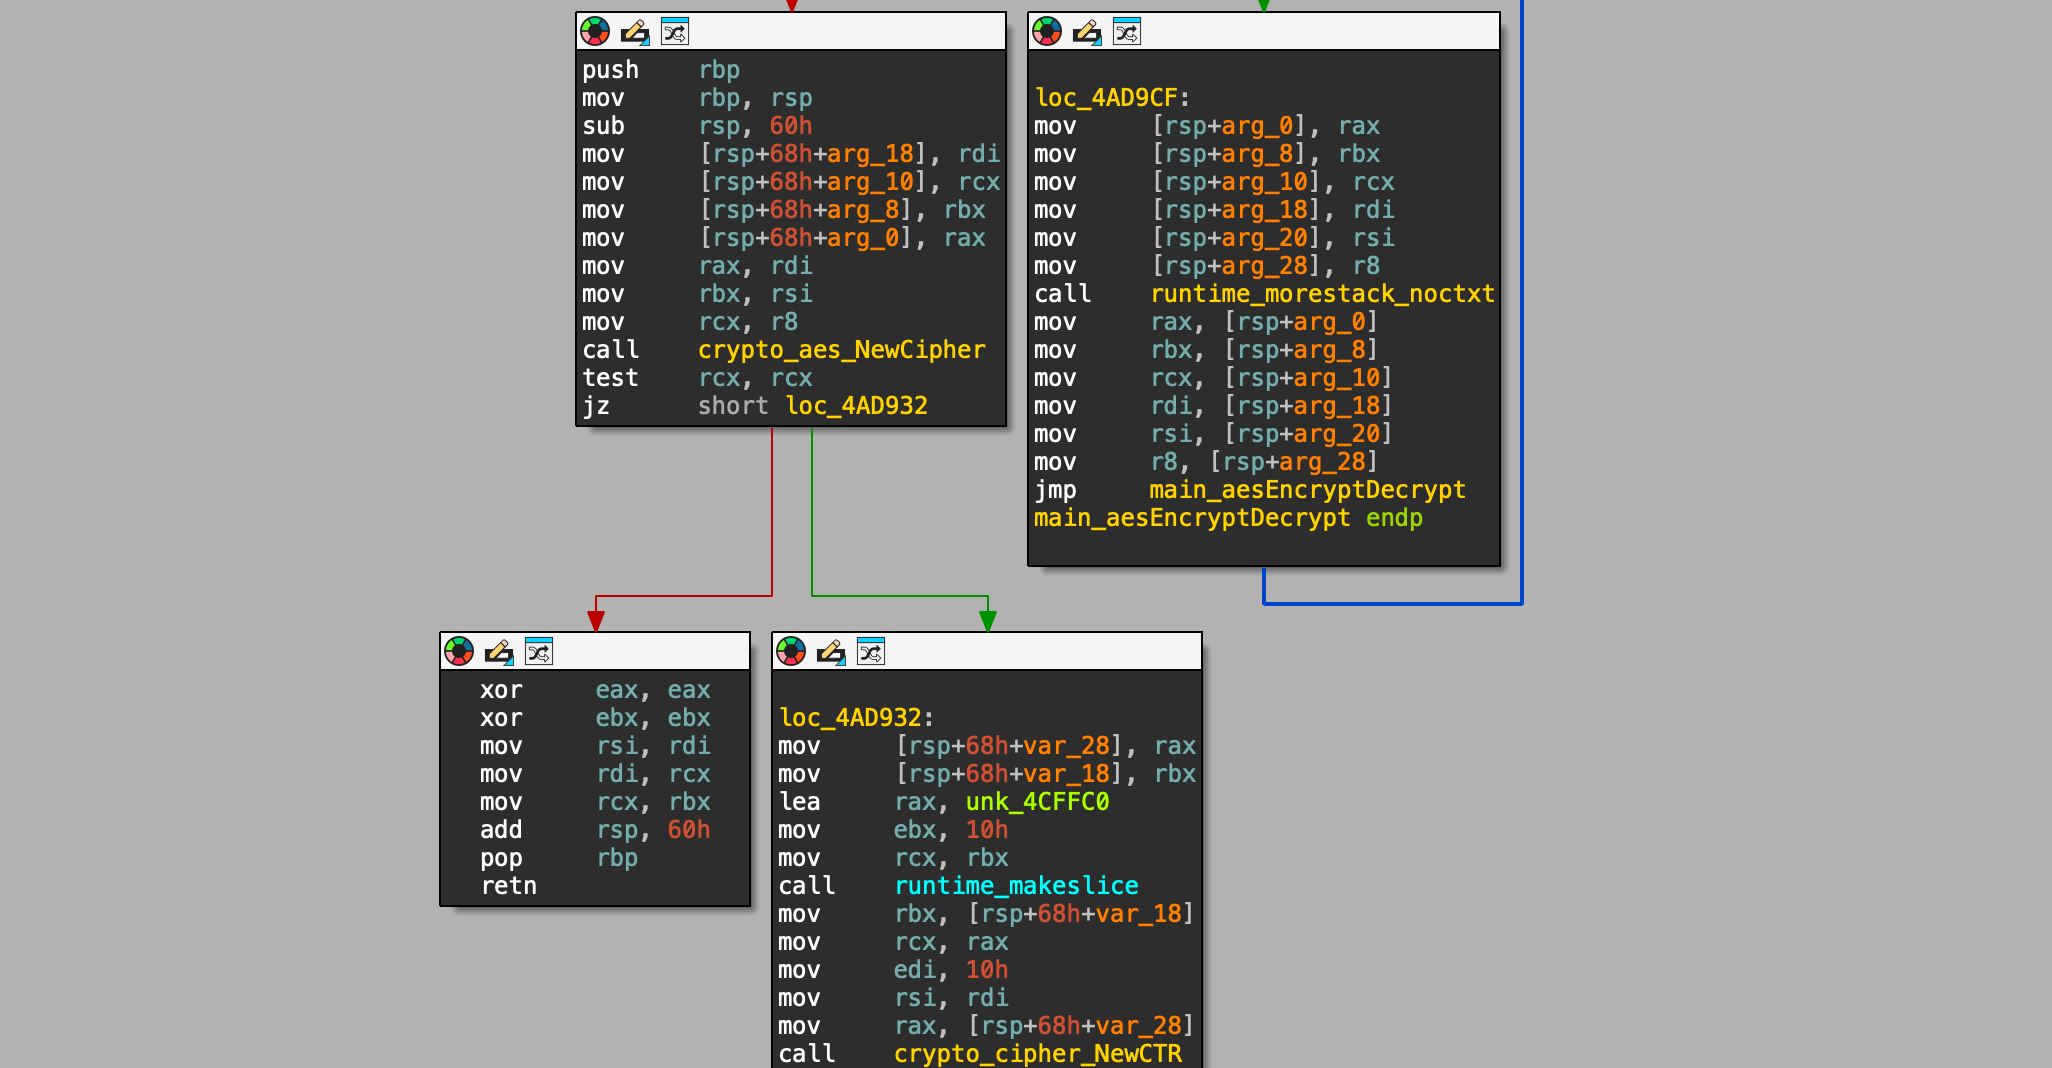 push rbp
mov rbp, rsp
sub rsp, 60h
mov [rsp+68h+arg_18], rdi
mov [rsp+68h+arg_10], rcx
mov [rsp+68h+arg_8], rbx
mov [rsp+68h+arg_0], rax
mov rax, rdi
mov rbx, rsi
mov rcx, r8
call crypto_aes_NewCipher
test rcx, rcx
jz short loc_4AD932
loc_4AD9CF:
mov [rsp+arg_0], rax
mov [rsp+arg_8], rbx
mov [rsp+arg_10], rcx
mov [rsp+arg_18], rdi
mov [rsp+arg_20], rsi
mov [rsp+arg_28], r8
call runtime_morestack_noctxt
mov rax, [rsp+arg_0]
mov rbx, [rsp+arg_8]
mov rcx, [rsp+arg_10]
mov rdi, [rsp+arg_18]
mov rsi, [rsp+arg_20]
mov r8, [rsp+arg_28]
jmp main_aesEncryptDecrypt
main_aesEncryptDecrypt endp
xor eax, eax
xor ebx, ebx
mov rsi, rdi
mov rdi, rcx
mov rcx, rbx
add rsp, 60h
pop rbp
retn
loc_4AD932:
mov [rsp+68h+var_28], rax
mov [rsp+68h+var_18], rbx
lea rax, unk_4CFFC0
mov ebx, 10h
mov rcx, rbx
call runtime_makeslice
mov rbx, [rsp+68h+var_18]
mov rcx, rax
mov edi, 10h
mov rsi, rdi
mov rax, [rsp+68h+var_28]
call crypto_cipher_NewCTR